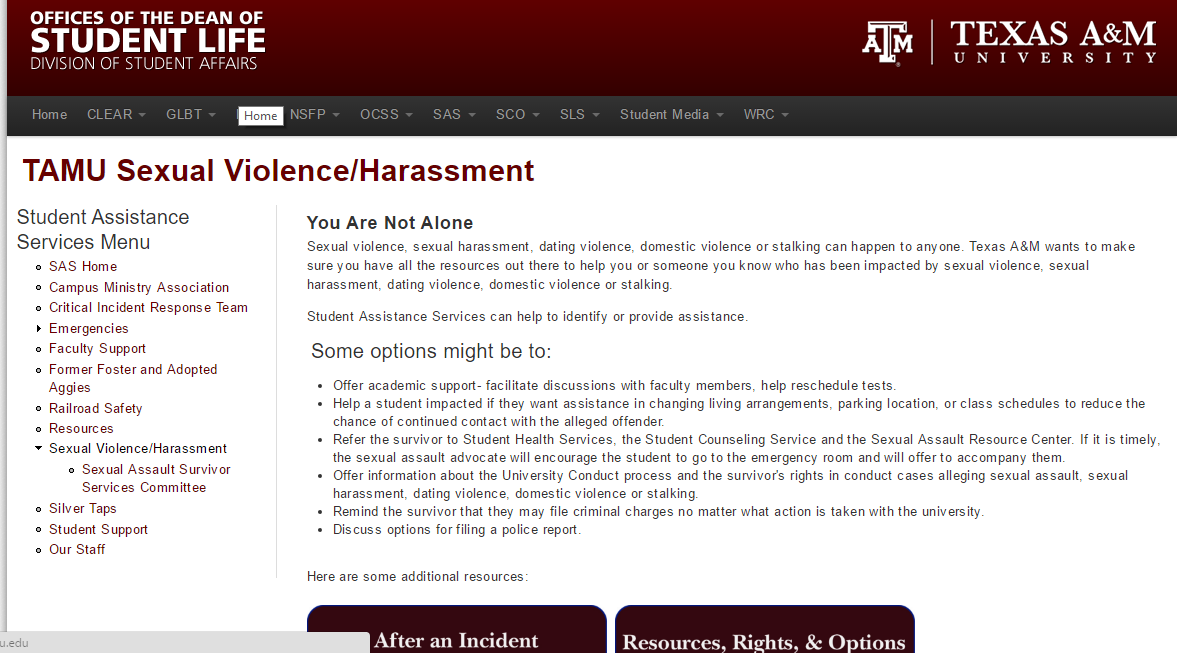 OFFICES OF THE DEAN OF
STUDENT LIFE
DIVISION OF STUDENT AFFAIRS
ATM
TEXAS A&M
UNIVERSITY
Home CLEAR GLBT Home NSFP OCSS SAS SCO SLS Student Media WRC
TAMU Sexual Violence/Harassment
Student Assistance
Services Menu
SAS Home
Campus Ministry Association
Critical Incident Response Team
Emergencies
Faculty Support
Former Foster and Adopted
Aggies
Railroad Safety
Resources
Sexual Violence/Harassment
Sexual Assault Survivor
Services Committee
Silver Taps
Student Support
Our Staff
You Are Not Alone
Sexual violence, sexual harassment, dating violence, domestic violence or stalking can happen to anyone. Texas A&M wants to make
sure you have all the resources out there to help you or someone you know who has been impacted by sexual violence, sexual
harassment, dating violence, domestic violence or stalking.
Student Assistance Services can help to identify or provide assistance.
Some options might be to:
Offer academic support- facilitate discussions with faculty members, help reschedule tests.
Help a student impacted if they want assistance in changing living arrangements, parking location, or class schedules to reduce the
chance of continued contact with the alleged offender.
Refer the survivor to Student Health Services, the Student Counseling Service and the Sexual Assault Resource Center. If it is timely,
the sexual assault advocate will encourage the student to go to the emergency room and will offer to accompany them.
Offer information about the University Conduct process and the survivor's rights in conduct cases alleging sexual assault, sexual
harassment, dating violence, domestic violence or stalking.
Remind the survivor that they may file criminal charges no matter what action is taken with the university.
Discuss options for filing a police report.
Here are some additional resources:
After an Incident
Resources, Rights, & Options
u.edu